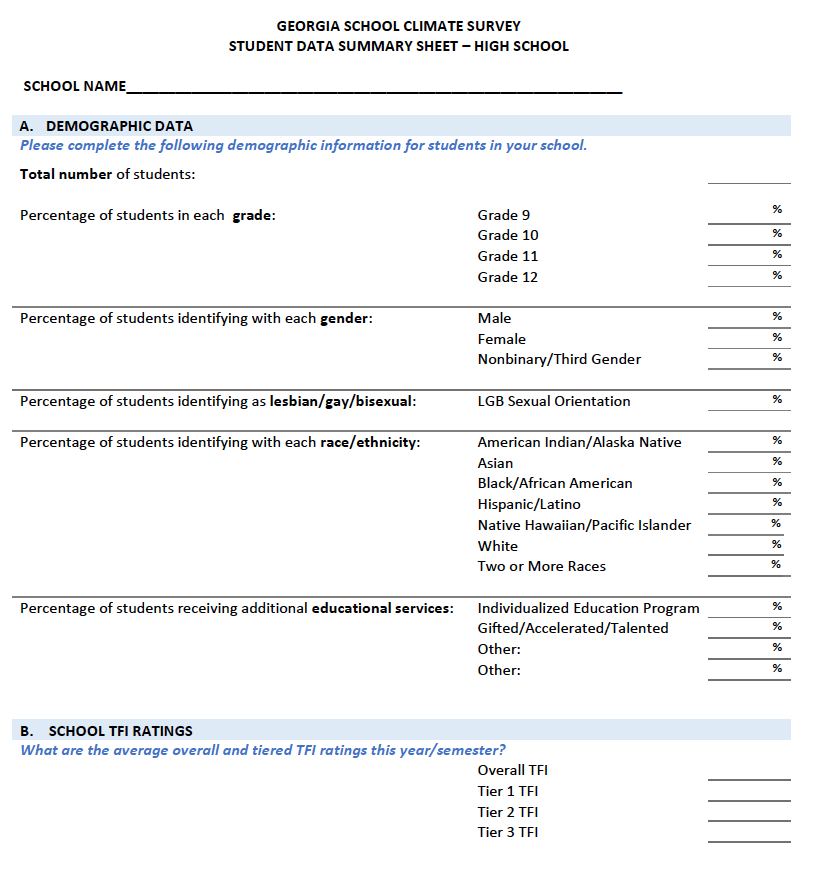 GEORGIA SCHOOL CLIMATE SURVEY
STUDENT DATA SUMMARY SHEET – HIGH SCHOOL
SCHOOL NAME
A. DEMOGRAPHIC DATA
Please complete the following demographic information for students in your school.
Total number of students:
Percentage of students in each grade: Grade 9 %
Grade 10 %
Grade 11 %
Grade 12 %
Percentage of students identifying with each gender: Male %
Female %
Nonbinary/Third Gender %
Percentage of students identifying as lesbian/gay/bisexual: LGB Sexual Orientation %
Percentage of students identifying with each race/ethnicity: American Indian/Alaska Native %
Asian %
Black/African American %
Hispanic/Latino %
Native Hawaiian/Pacific Islander %
White %
Two or More Races %
Percentage of students receiving additional educational services: Individualized Education Program %
Gifted/Accelerated/Talented %
Other: %
Other: %
B. SCHOOL TFI RATINGS
What are the average overall and tiered TFI ratings this year/semester?
Overall TFI
Tier 1 TFI
Tier 2 TFI
Tier 3 TFI